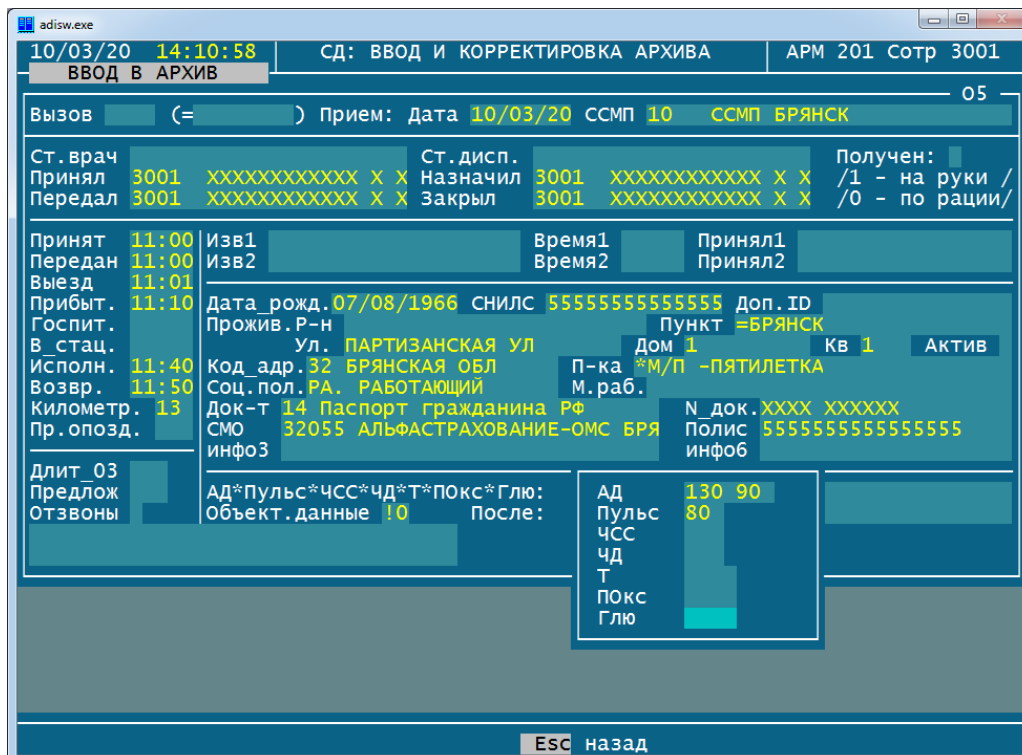 adisw.exe
10/03/20 14:10:58 СД: ВВОД И КОРРЕКТИРОВКА АРХИВА АРМ 201 Сотр 3001
ВВОД В АРХИВ
05
Вызов (= ) Прием: Дата 10/03/20 ССМП 10 ССМП БРЯНСК
Ст.врач Ст.дисп. Получен:
Принял 3001 XXXXXXXXXXXX X X Назначил 3001 XXXXXXXXXXXX X X /1 - на руки /
Передал 3001 XXXXXXXXXXXX X X Закрыл 3001 XXXXXXXXXXXX X X /0 - по рации/
Принят 11:00 Изв1 Время1 Принял1
Передан 11:00 Изв2 Время2 Принял2
Выезд 11:01
Прибыт. 11:10 Дата_рожд.07/08/1966 СНИЛС 55555555555555 Доп.ID
Госпит. Прожив.Р-н Пункт =БРЯНСК
В_стац. Ул. ПАРТИЗАНСКАЯ УЛ Дом 1 Кв 1 Актив
Исполн. 11:40 Код_адр.32 БРЯНСКАЯ ОБЛ П-ка *М/П -ПЯТИЛЕТКА
Возвр. 11:50 Соц.пол.РА. РАБОТАЮЩИЙ М.раб.
Километр. 13 Док-т 14 Паспорт гражданина РФ N_док.XXXX XXXXXX
Пр.опозд. СМО 32055 АЛЬФАСТРАХОВАНИЕ-ОМС БРЯ Полис 5555555555555555
инфо3 инфо6
Длит_03
Предлож АД*Пульс*ЧСС*ЧД*Т*ПОкс*Глю: АД 130 90
Отзвоны Объект.данные !0 После: Пульс 80
ЧСС
ЧД
Т
ПОкс
Глю
Esc назад